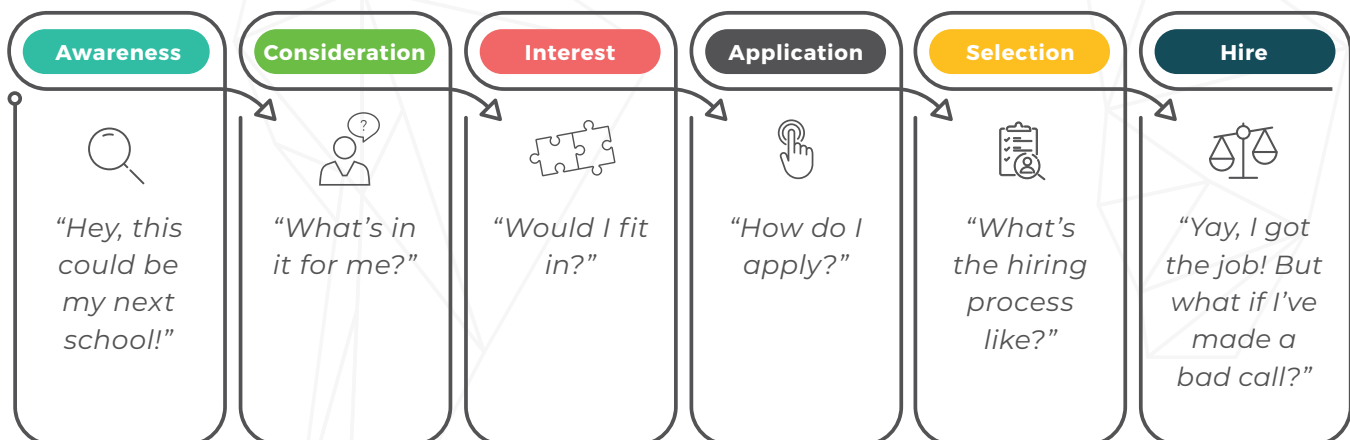 Awareness
“Hey, this
could be
my next
school!”
Consideration
?
“What’s in
it for me?”
Interest
“Would I fit
in?”
Application
“How do I
apply?”
Selection
“What’s
the hiring
process
like?”
Hire
“Yay, I got
the job! But
what if I’ve
made a
bad call?”